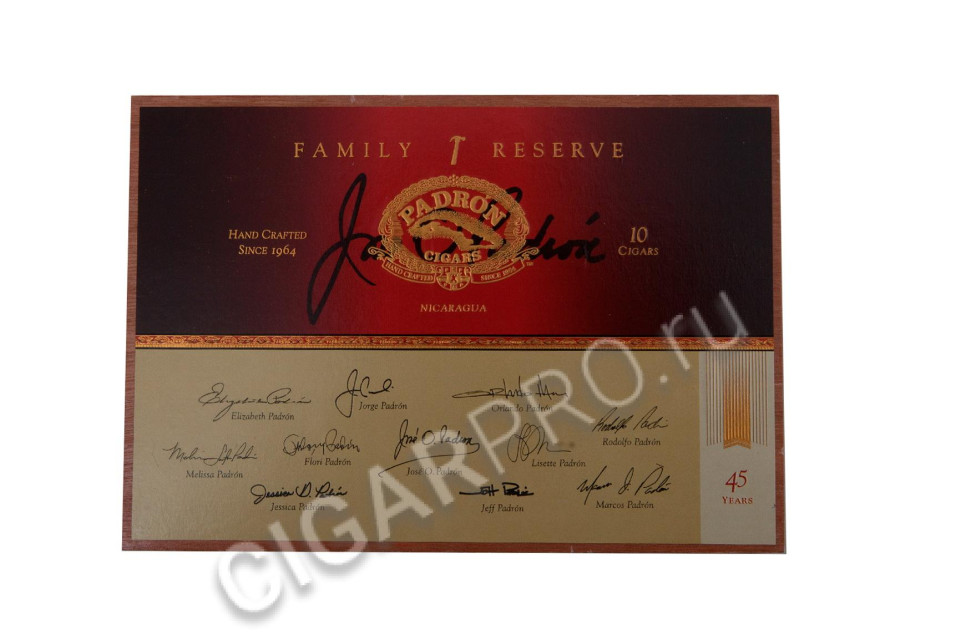 FAMILY RESERVE
José O. Padrón
HAND CRAFTED
SINCE 1964
PADRÓN
CIGARS
HAND CRAFTED SINCE 1964
10
CIGARS
NICARAGUA
Elizabeth Padrón
Jorge Padrón
Orlando Padrón
Rodolfo Padrón
Melissa Padrón
Flori Padrón
José O. Padrón
Lisette Padrón
Jessica Padrón
Jeff Padrón
Marcos Padrón
45
YEARS
CIGARPRO.ru